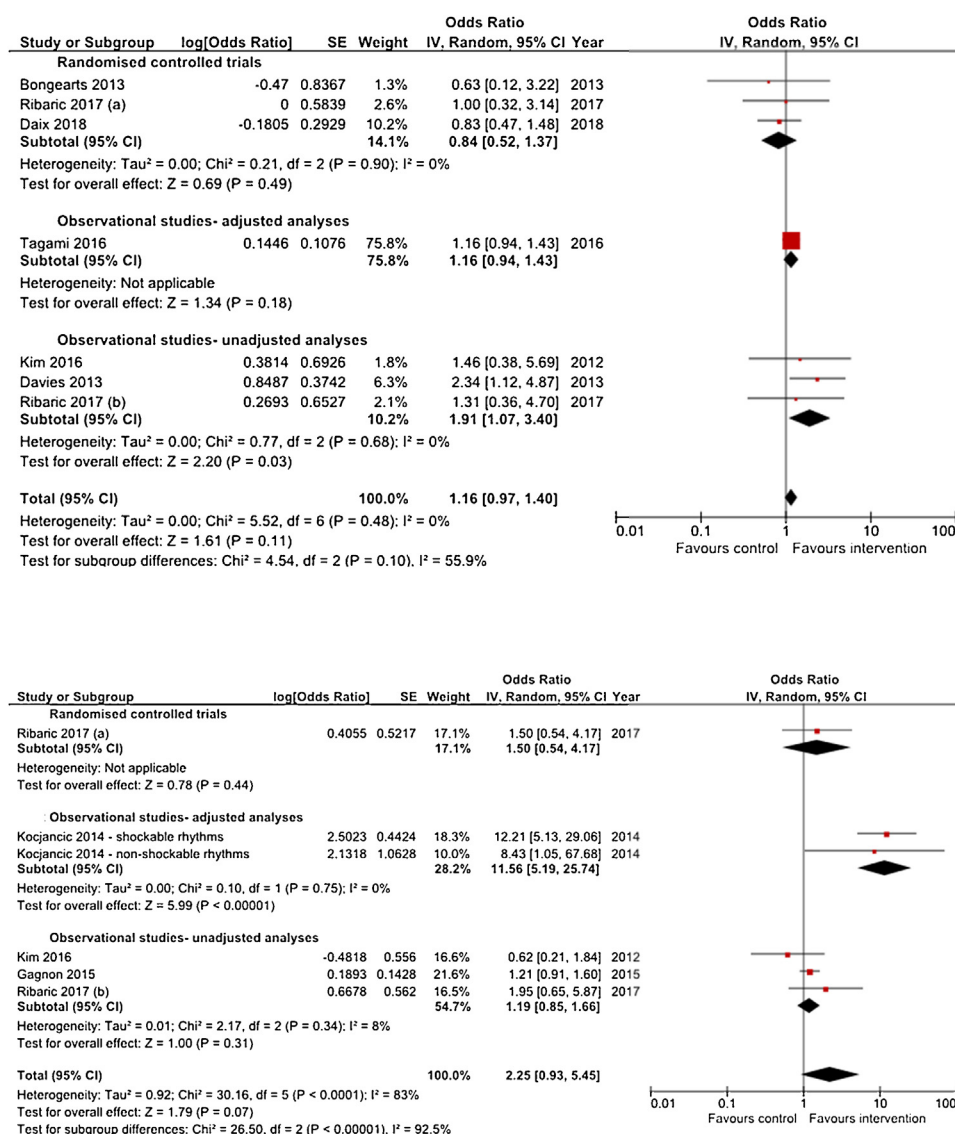 Odds Ratio Odds Ratio
Study or Subgroup log[Odds Ratio] SE Weight IV, Random, 95% CI Year IV, Random, 95% CI
Randomised controlled trials
Bongearts 2013 -0.47 0.8367 1.3% 0.63 [0.12, 3.22] 2013
Ribaric 2017 (a) 0 0.5839 2.6% 1.00 [0.32, 3.14] 2017
Daix 2018 -0.1805 0.2929 10.2% 0.83 [0.47, 1.48] 2018
Subtotal (95% CI) 14.1% 0.84 [0.52, 1.37]
Heterogeneity: Tau² = 0.00; Chi² = 0.21, df = 2 (P = 0.90); I² = 0%
Test for overall effect: Z = 0.69 (P = 0.49)
Observational studies- adjusted analyses
Tagami 2016 0.1446 0.1076 75.8% 1.16 [0.94, 1.43] 2016
Subtotal (95% CI) 75.8% 1.16 [0.94, 1.43]
Heterogeneity: Not applicable
Test for overall effect: Z = 1.34 (P = 0.18)
Observational studies- unadjusted analyses
Kim 2016 0.3814 0.6926 1.8% 1.46 [0.38, 5.69] 2012
Davies 2013 0.8487 0.3742 6.3% 2.34 [1.12, 4.87] 2013
Ribaric 2017 (b) 0.2693 0.6527 2.1% 1.31 [0.36, 4.70] 2017
Subtotal (95% CI) 10.2% 1.91 [1.07, 3.40]
Heterogeneity: Tau² = 0.00; Chi² = 0.77, df = 2 (P = 0.68); I² = 0%
Test for overall effect: Z = 2.20 (P = 0.03)
Total (95% CI) 100.0% 1.16 [0.97, 1.40]
Heterogeneity: Tau² = 0.00; Chi² = 5.52, df = 6 (P = 0.48); I² = 0%
Test for overall effect: Z = 1.61 (P = 0.11)
Test for subgroup differences: Chi² = 4.54, df = 2 (P = 0.10), I² = 55.9%
0.01 0.1 1 10 100
Favours control Favours intervention
Odds Ratio Odds Ratio
Study or Subgroup log[Odds Ratio] SE Weight IV, Random, 95% CI Year IV, Random, 95% CI
Randomised controlled trials
Ribaric 2017 (a) 0.4055 0.5217 17.1% 1.50 [0.54, 4.17] 2017
Subtotal (95% CI) 17.1% 1.50 [0.54, 4.17]
Heterogeneity: Not applicable
Test for overall effect: Z = 0.78 (P = 0.44)
Observational studies- adjusted analyses
Kocjancic 2014 - shockable rhythms 2.5023 0.4424 18.3% 12.21 [5.13, 29.06] 2014
Kocjancic 2014 - non-shockable rhythms 2.1318 1.0628 10.0% 8.43 [1.05, 67.68] 2014
Subtotal (95% CI) 28.2% 11.56 [5.19, 25.74]
Heterogeneity: Tau² = 0.00; Chi² = 0.10, df = 1 (P = 0.75); I² = 0%
Test for overall effect: Z = 5.99 (P < 0.00001)
Observational studies- unadjusted analyses
Kim 2016 -0.4818 0.556 16.6% 0.62 [0.21, 1.84] 2012
Gagnon 2015 0.1893 0.1428 21.6% 1.21 [0.91, 1.60] 2015
Ribaric 2017 (b) 0.6678 0.562 16.5% 1.95 [0.65, 5.87] 2017
Subtotal (95% CI) 54.7% 1.19 [0.85, 1.66]
Heterogeneity: Tau² = 0.01; Chi² = 2.17, df = 2 (P = 0.34); I² = 8%
Test for overall effect: Z = 1.00 (P = 0.31)
Total (95% CI) 100.0% 2.25 [0.93, 5.45]
Heterogeneity: Tau² = 0.92; Chi² = 30.16, df = 5 (P < 0.0001); I² = 83%
Test for overall effect: Z = 1.79 (P = 0.07)
Test for subgroup differences: Chi² = 26.50, df = 2 (P < 0.00001), I² = 92.5%
0.01 0.1 1 10 100
Favours control Favours intervention